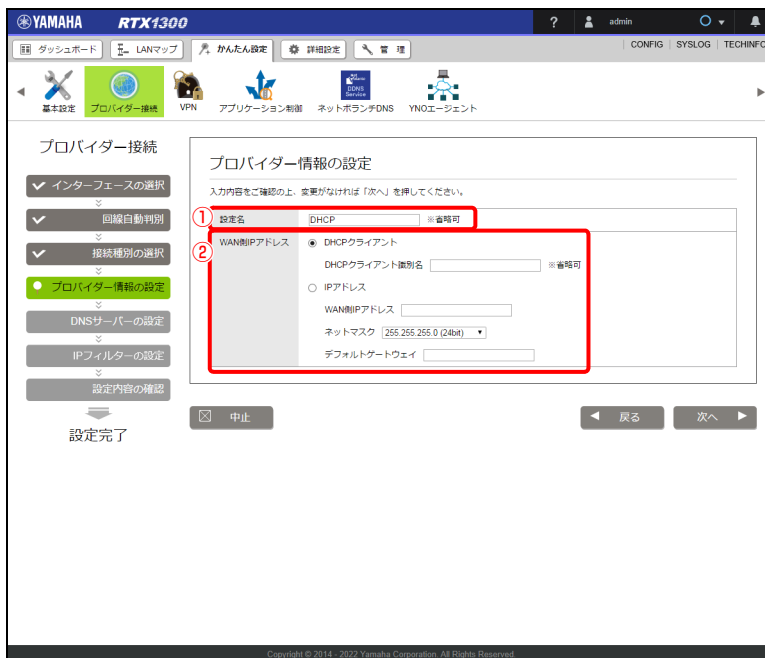 YAMAHA RTX1300 ? admin
ダッシュボード LANマップ かんたん設定 詳細設定 管理 CONFIG SYSLOG TECHINFO
基本設定 プロバイダー接続 VPN アプリケーション制御 ネットボランチDNS YNOエージェント
DDNS
Service
プロバイダー接続
インターフェースの選択
回線自動判別
接続種別の選択
プロバイダー情報の設定
DNSサーバーの設定
IPフィルターの設定
設定内容の確認
設定完了
プロバイダー情報の設定
入力内容をご確認の上、変更がなければ「次へ」を押してください。
① 設定名 DHCP ※省略可
② WAN側IPアドレス DHCPクライアント
DHCPクライアント識別名 ※省略可
IPアドレス
WAN側IPアドレス
ネットマスク 255.255.255.0 (24bit)
デフォルトゲートウェイ
中止 戻る 次へ
Copyright © 2014 - 2022 Yamaha Corporation. All Rights Reserved.